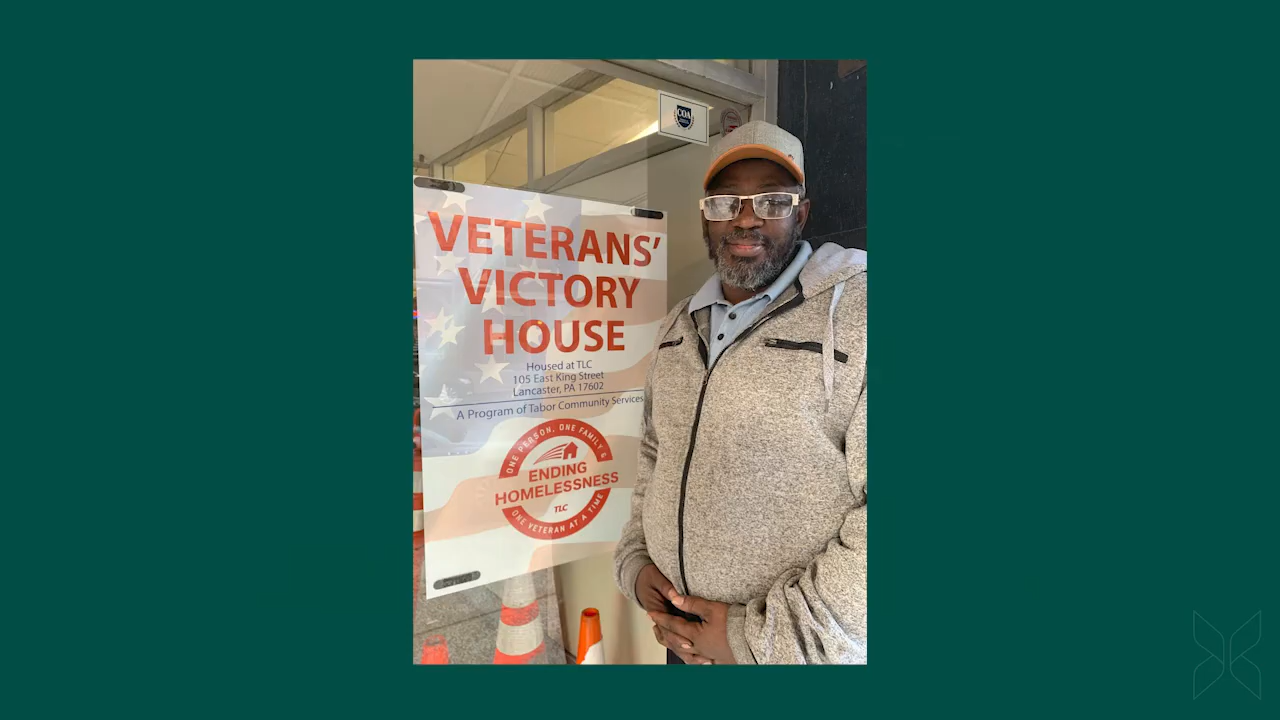 COA
VETERANS'
VICTORY
HOUSE
Housed at TLC
105 East King Street
Lancaster, PA 17602
A Program of Tabor Community Services
ONE PERSON, ONE FAMILY &
ENDING
HOMELESSNESS
TLC
ONE VETERAN AT A TIME